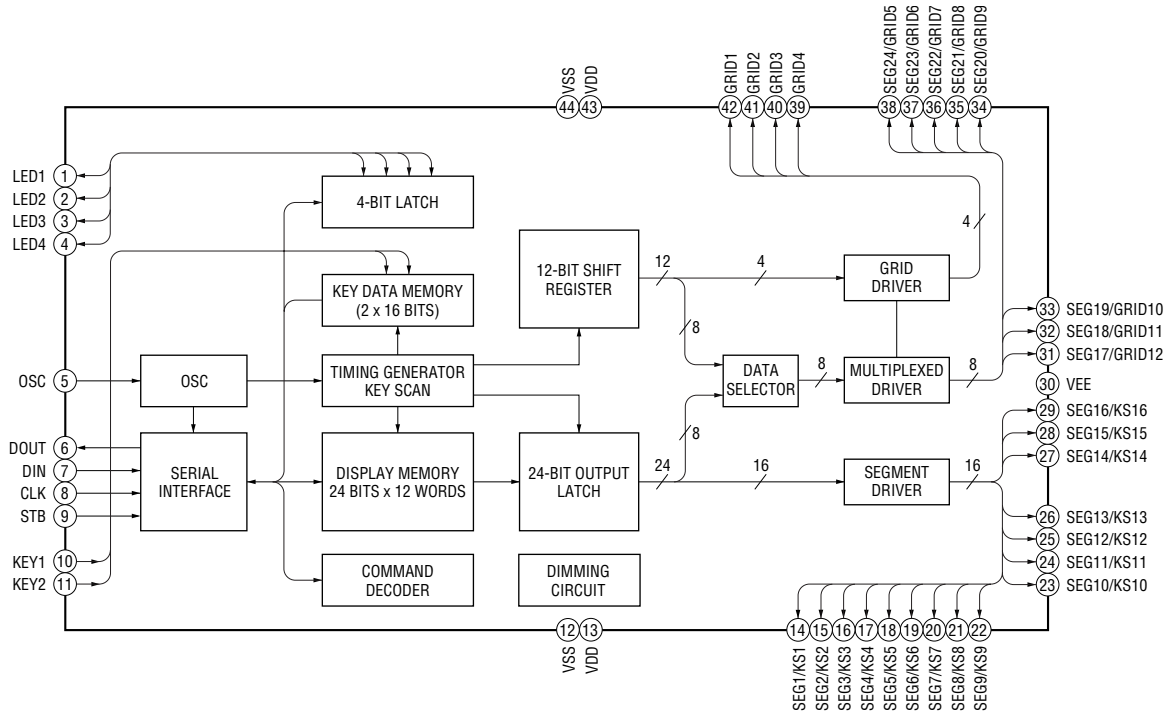 SEG24/GRID5
SEG23/GRID6
SEG22/GRID7
SEG21/GRID8
SEG20/GRID9
GRID1
GRID2
GRID3
GRID4
VSS
VDD
44
43
42
41
40
39
38
37
36
35
34
LED1
1
LED2
2
LED3
3
LED4
4
4-BIT LATCH
KEY DATA MEMORY
(2 x 16 BITS)
12-BIT SHIFT
REGISTER
12
4
GRID
DRIVER
4
8
33
SEG19/GRID10
32
SEG18/GRID11
31
SEG17/GRID12
30
VEE
OSC
5
OSC
TIMING GENERATOR
KEY SCAN
DATA
SELECTOR
8
MULTIPLEXED
DRIVER
8
29
SEG16/KS16
28
SEG15/KS15
27
SEG14/KS14
8
DOUT
6
DIN
7
CLK
8
STB
9
SERIAL
INTERFACE
DISPLAY MEMORY
24 BITS x 12 WORDS
24-BIT OUTPUT
LATCH
24
16
SEGMENT
DRIVER
16
26
SEG13/KS13
25
SEG12/KS12
24
SEG11/KS11
23
SEG10/KS10
KEY1
10
KEY2
11
COMMAND
DECODER
DIMMING
CIRCUIT
12
13
14
15
16
17
18
19
20
21
22
VSS
VDD
SEG1/KS1
SEG2/KS2
SEG3/KS3
SEG4/KS4
SEG5/KS5
SEG6/KS6
SEG7/KS7
SEG8/KS8
SEG9/KS9